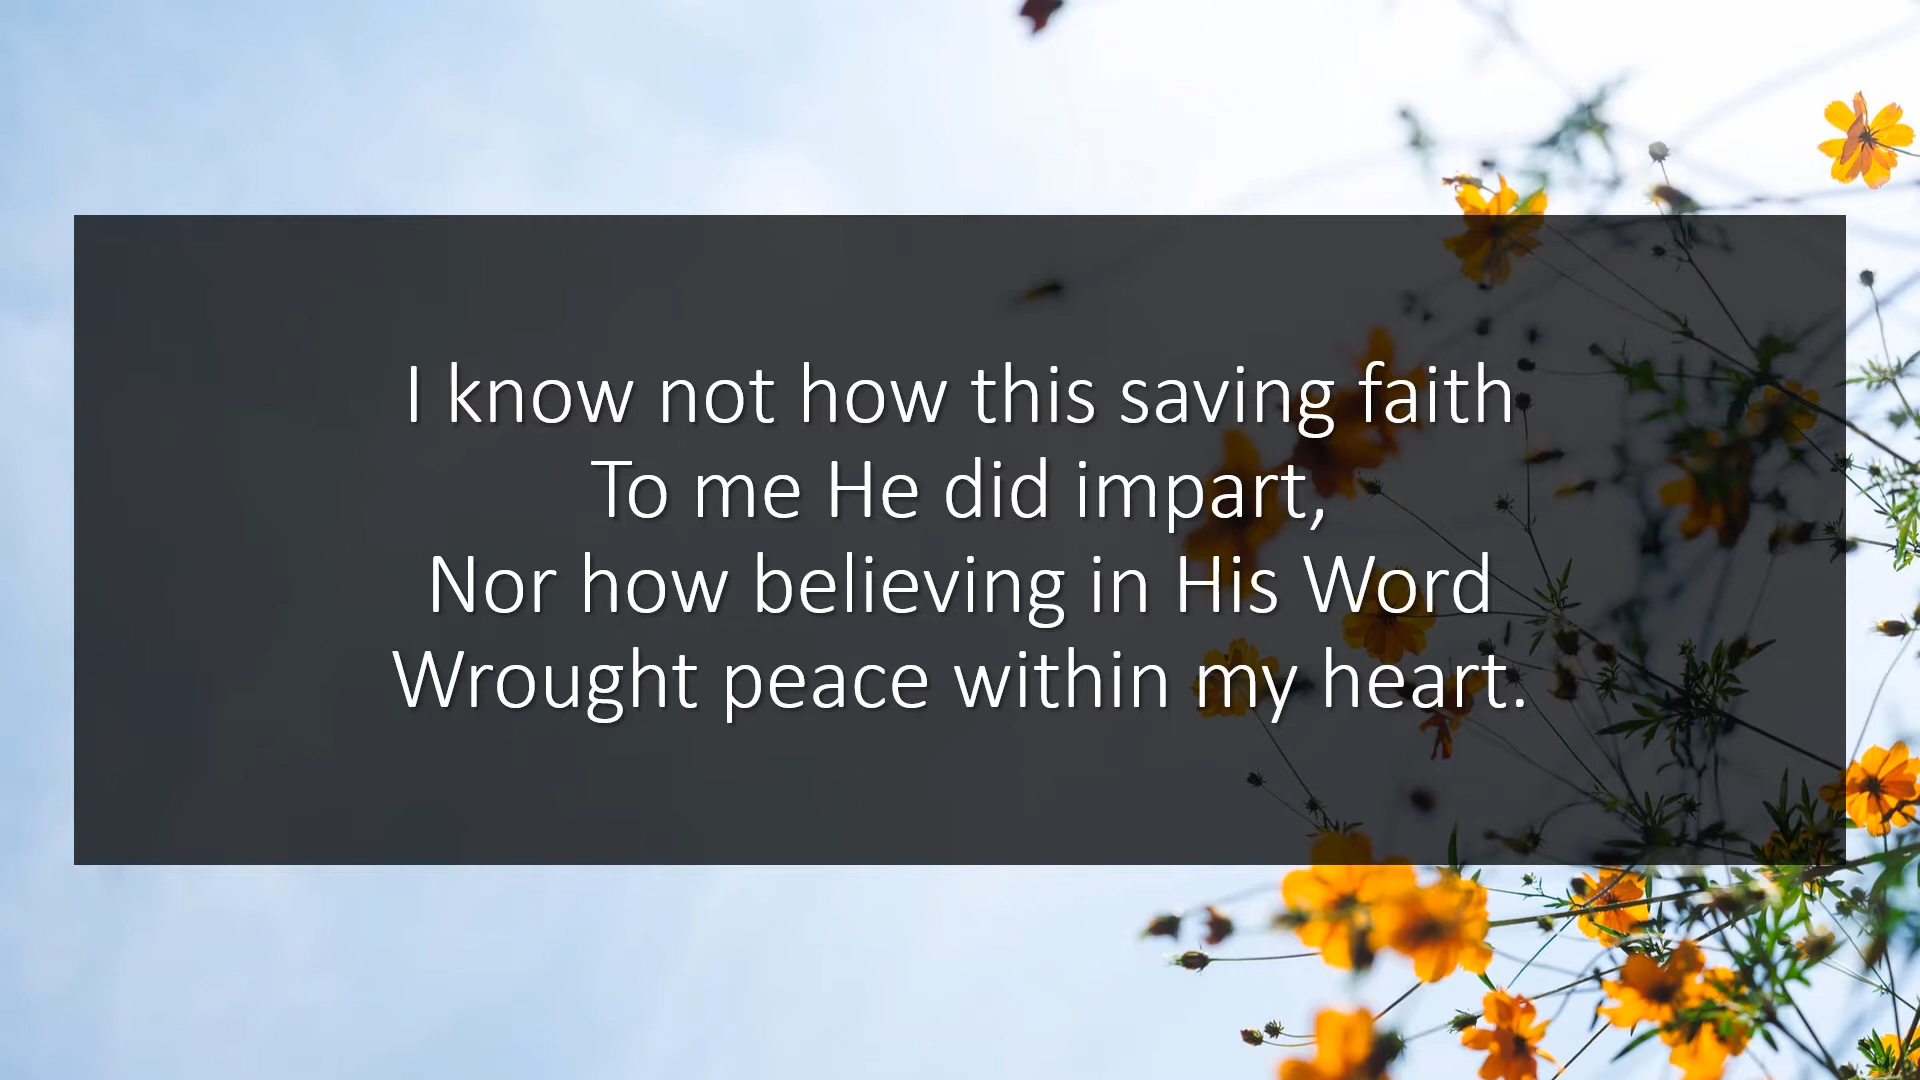 I know not how this saving faith
To me He did impart,
Nor how believing in His Word
Wrought peace within my heart.